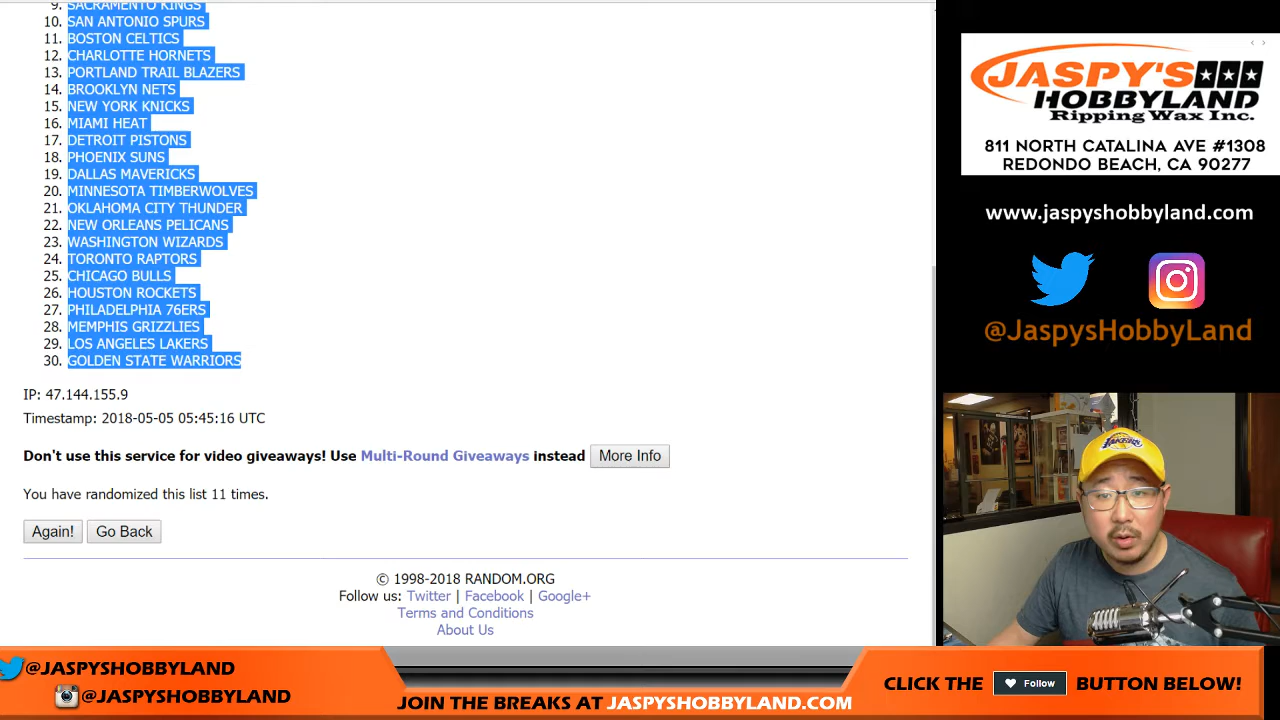 9. SACRAMENTO KINGS
10. SAN ANTONIO SPURS
11. BOSTON CELTICS
12. CHARLOTTE HORNETS
13. PORTLAND TRAIL BLAZERS
14. BROOKLYN NETS
15. NEW YORK KNICKS
16. MIAMI HEAT
17. DETROIT PISTONS
18. PHOENIX SUNS
19. DALLAS MAVERICKS
20. MINNESOTA TIMBERWOLVES
21. OKLAHOMA CITY THUNDER
22. NEW ORLEANS PELICANS
23. WASHINGTON WIZARDS
24. TORONTO RAPTORS
25. CHICAGO BULLS
26. HOUSTON ROCKETS
27. PHILADELPHIA 76ERS
28. MEMPHIS GRIZZLIES
29. LOS ANGELES LAKERS
30. GOLDEN STATE WARRIORS
IP: 47.144.155.9
Timestamp: 2018-05-05 05:45:16 UTC
Don't use this service for video giveaways! Use Multi-Round Giveaways instead More Info
You have randomized this list 11 times.
Again! Go Back
© 1998-2018 RANDOM.ORG
Follow us: Twitter | Facebook | Google+
Terms and Conditions
About Us
JASPY'S
HOBBYLAND
Ripping Wax Inc.
811 NORTH CATALINA AVE #1308
REDONDO BEACH, CA 90277
www.jaspyshobbyland.com
@JaspysHobbyLand
LAKERS
@JASPYSHOBBYLAND
@JASPYSHOBBYLAND
JOIN THE BREAKS AT JASPYSHOBBYLAND.COM
CLICK THE Follow BUTTON BELOW!